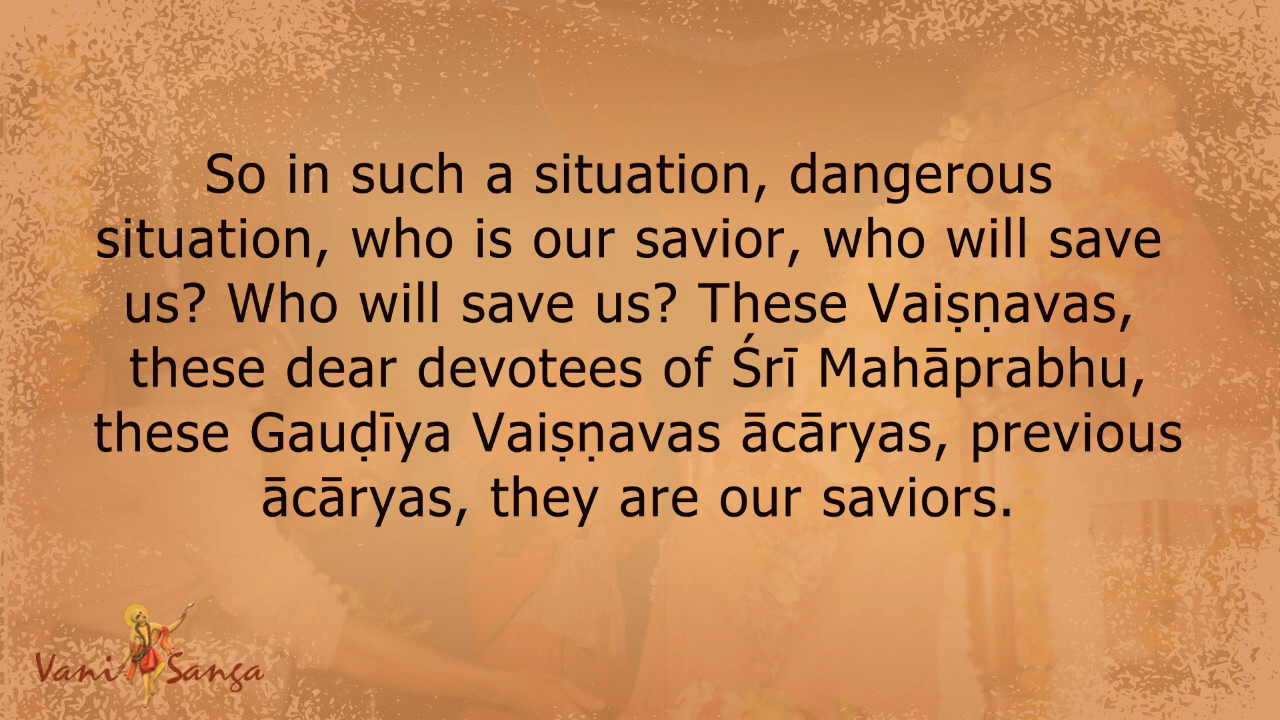 So in such a situation, dangerous
situation, who is our savior, who will save
us? Who will save us? These Vaiṣṇavas,
these dear devotees of Śrī Mahāprabhu,
these Gauḍīya Vaiṣṇavas ācāryas, previous
ācāryas, they are our saviors.
Vani Sanga